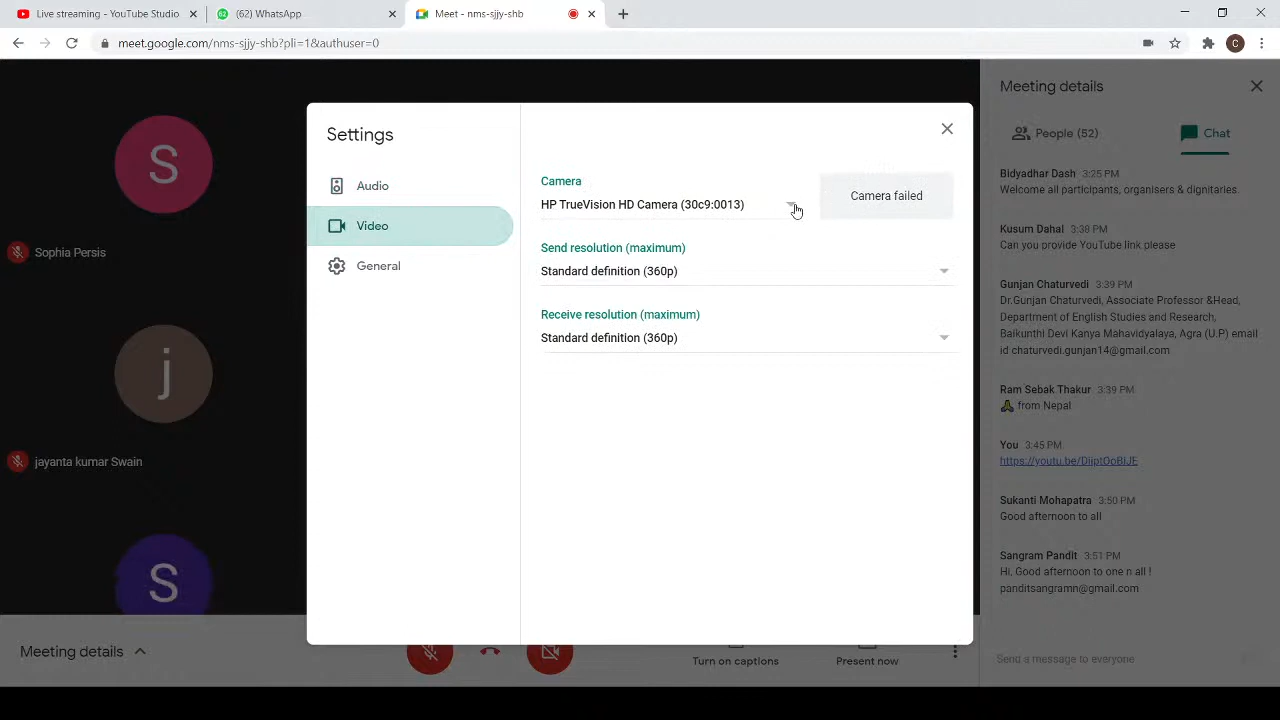 Live streaming - YouTube Studio
(62) WhatsApp
Meet - nms-sjjy-shb
meet.google.com/nms-sjjy-shb?pli=1&authuser=0
C
S
Sophia Persis
j
jayanta kumar Swain
S
Settings
Audio
Video
General
Camera
HP TrueVision HD Camera (30c9:0013)
Camera failed
Send resolution (maximum)
Standard definition (360p)
Receive resolution (maximum)
Standard definition (360p)
Meeting details
People (52)
Chat
Bidyadhar Dash 3:25 PM
Welcome all participants, organisers & dignitaries.
Kusum Dahal 3:38 PM
Can you provide YouTube link please
Gunjan Chaturvedi 3:39 PM
Dr.Gunjan Chaturvedi, Associate Professor &Head,
Department of English Studies and Research,
Baikunthi Devi Kanya Mahavidyalaya, Agra (U.P) email
id chaturvedi.gunjan14@gmail.com
Ram Sebak Thakur 3:39 PM
🙏 from Nepal
You 3:45 PM
https://youtu.be/DiiptOoBiJE
Sukanti Mohapatra 3:50 PM
Good afternoon to all
Sangram Pandit 3:51 PM
Hi, Good afternoon to one n all !
panditsangramn@gmail.com
Send a message to everyone
Meeting details
Turn on captions
Present now